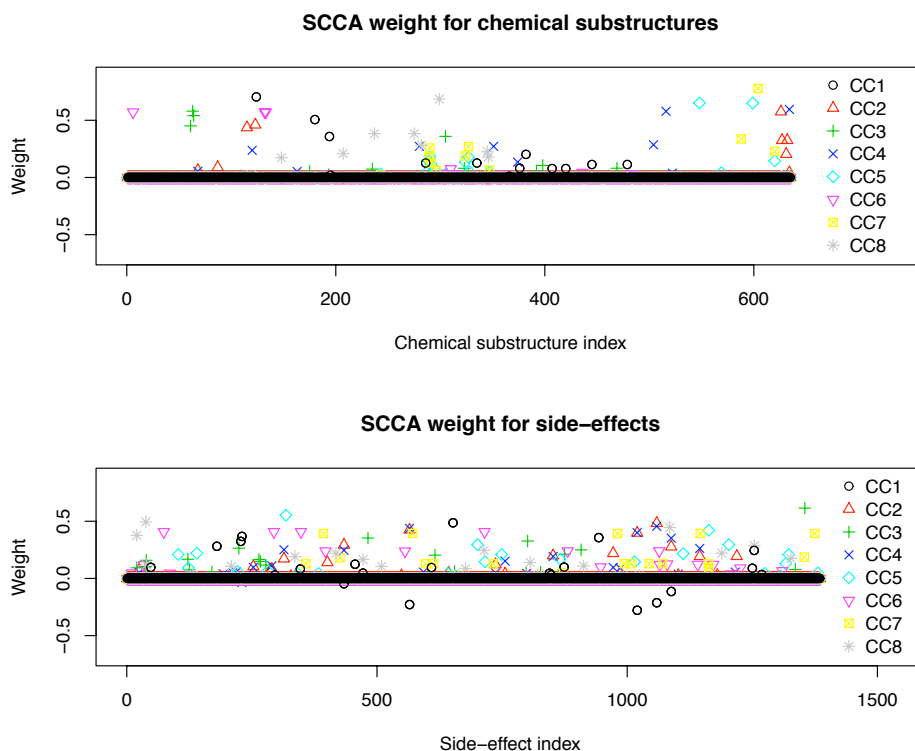 SCCA weight for chemical substructures
Weight
0.5
0.0
−0.5
CC1
CC2
CC3
CC4
CC5
CC6
CC7
CC8
0 200 400 600
Chemical substructure index
SCCA weight for side−effects
Weight
0.5
0.0
−0.5
CC1
CC2
CC3
CC4
CC5
CC6
CC7
CC8
0 500 1000 1500
Side−effect index